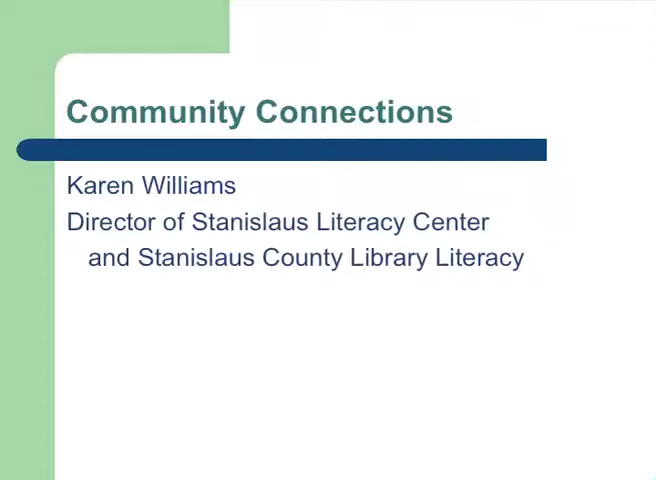 Community Connections
Karen Williams
Director of Stanislaus Literacy Center
and Stanislaus County Library Literacy